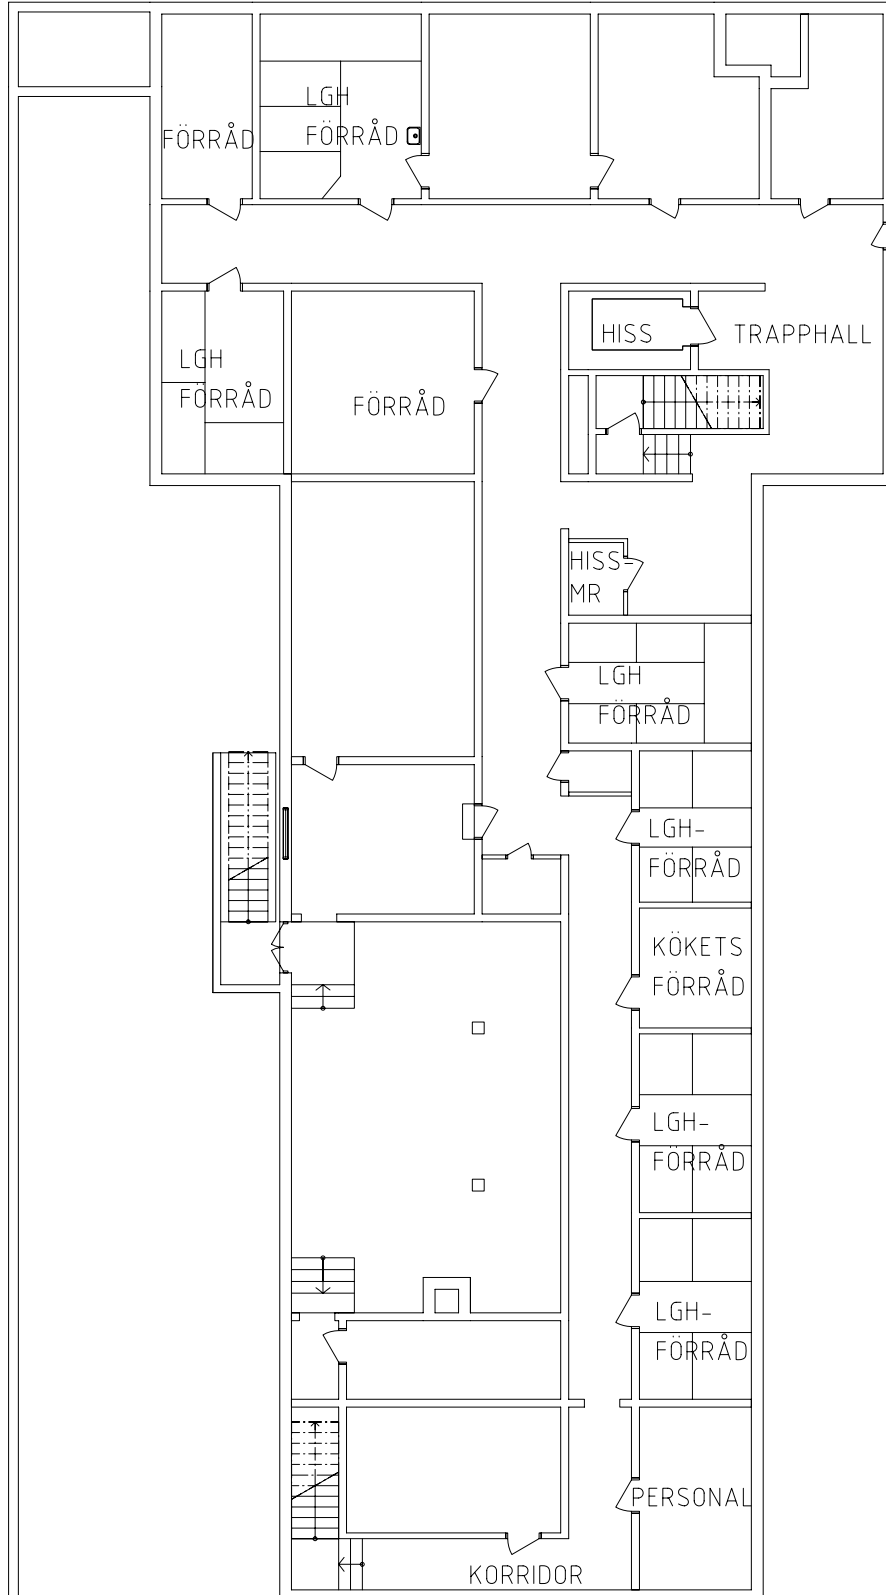 LGH
FÖRRÅD
FÖRRÅD
HISS
TRAPPHALL
LGH
FÖRRÅD
FÖRRÅD
HISS-
MR
LGH
FÖRRÅD
LGH-
FÖRRÅD
KÖKETS
FÖRRÅD
LGH-
FÖRRÅD
LGH-
FÖRRÅD
PERSONAL
KORRIDOR